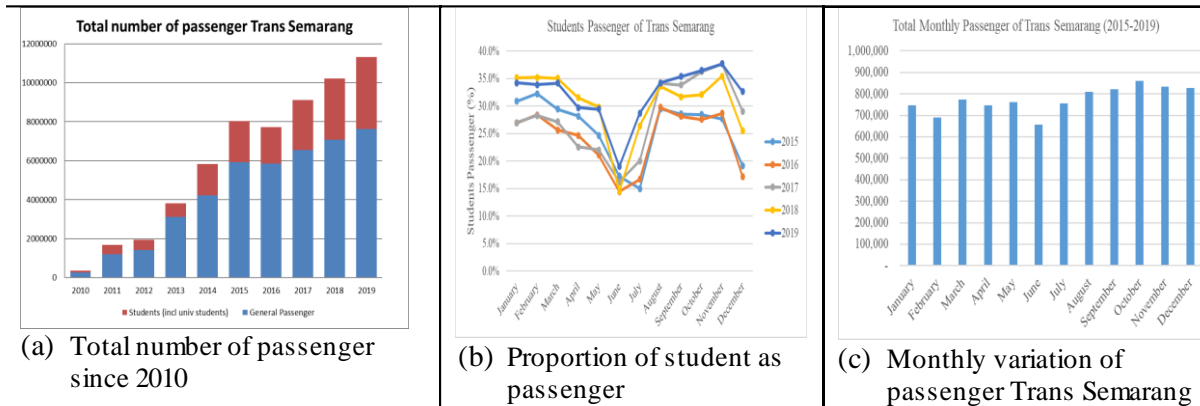 Total number of passenger Trans Semarang
12000000
10000000
8000000
6000000
4000000
2000000
0
2010 2011 2012 2013 2014 2015 2016 2017 2018 2019
Students (incl univ students) General Passenger
(a) Total number of passenger
since 2010
Students Passenger of Trans Semarang
Students Passsenger (%)
40.0%
35.0%
30.0%
25.0%
20.0%
15.0%
10.0%
5.0%
0.0%
January February March April May June July August September October November December
2015
2016
2017
2018
2019
(b) Proportion of student as
passenger
Total Monthly Passenger of Trans Semarang (2015-2019)
1,000,000
900,000
800,000
700,000
600,000
500,000
400,000
300,000
200,000
100,000
-
January February March April May June July August September October November December
(c) Monthly variation of
passenger Trans Semarang